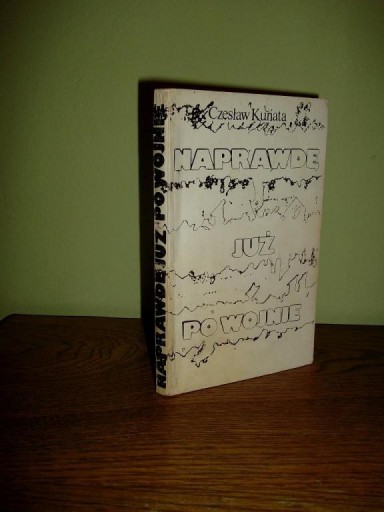 Czesław Kuriata
NAPRAWDĘ
JUŻ
PO WOJNIE
NAPRAWDĘ JUŻ PO WOJNIE